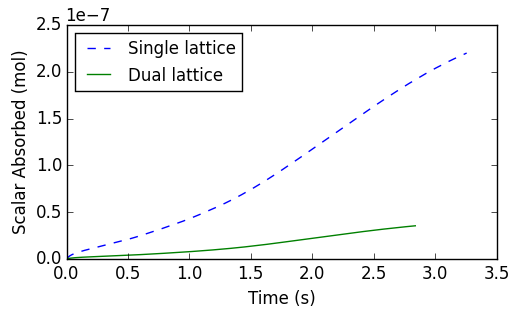 1e−7
2.5
2.0
1.5
1.0
0.5
0.0
Scalar Absorbed (mol)
Single lattice
Dual lattice
0.0 0.5 1.0 1.5 2.0 2.5 3.0 3.5
Time (s)